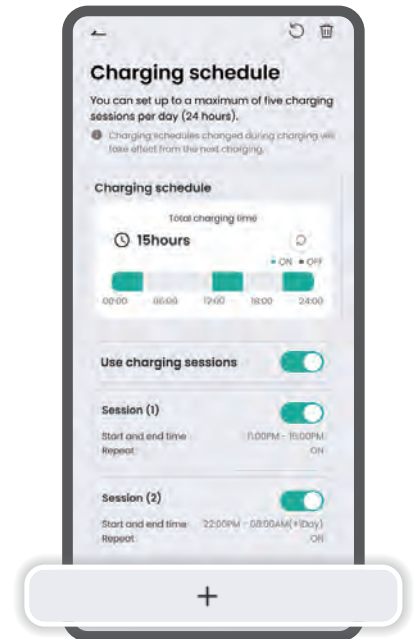 Charging schedule
You can set up to a maximum of five charging
sessions per day (24 hours).
Charging schedules changed during charging will
take effect from the next charging.
Charging schedule
Total charging time
15hours
ON OFF
00:00 06:00 12:00 18:00 24:00
Use charging sessions
Session (1)
Start and end time 11:00PM - 16:00PM
Repeat ON
Session (2)
Start and end time 22:00PM - 08:00AM(+1Day)
Repeat ON
+